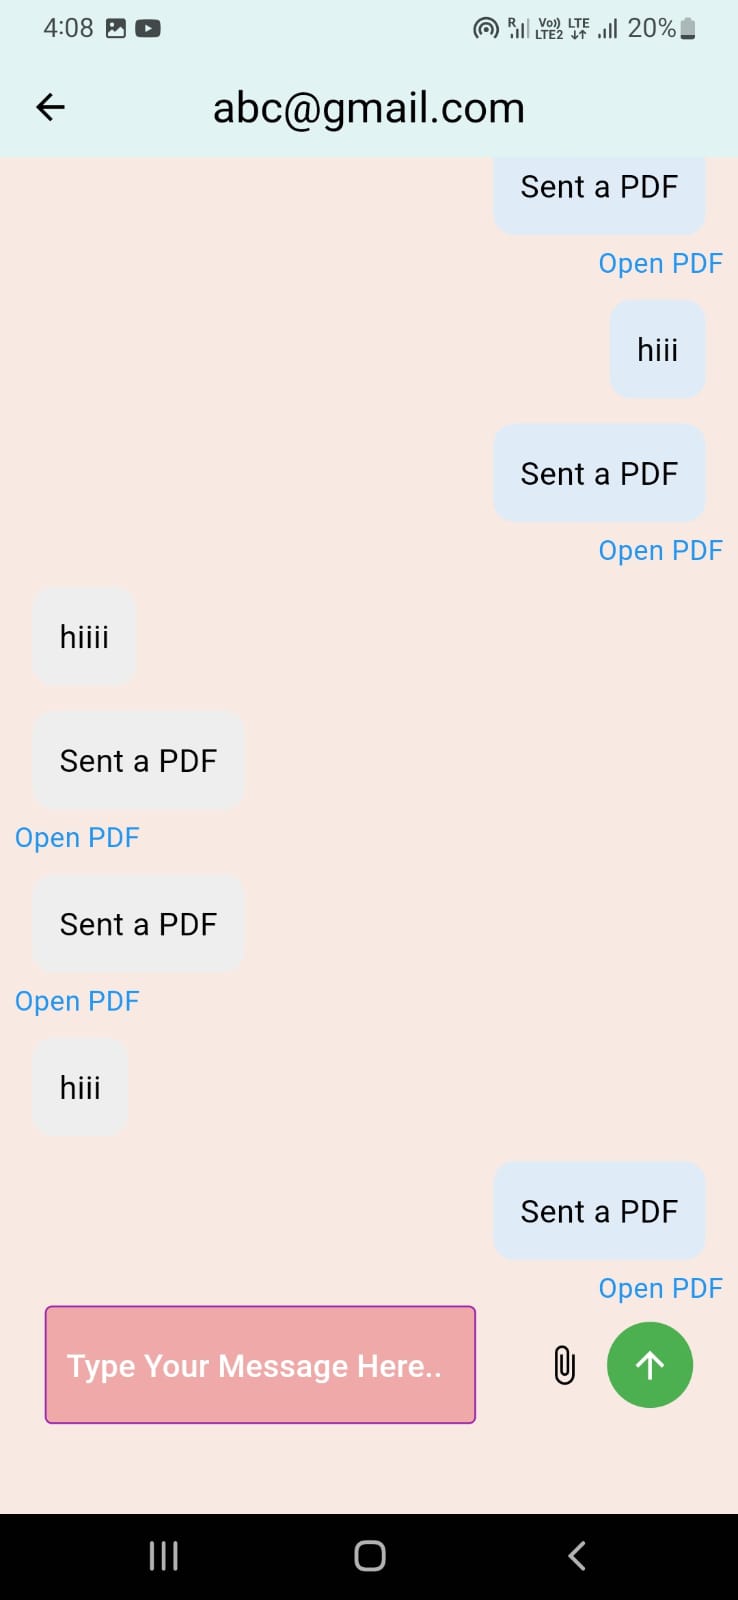 4:08
R Vo)) LTE
LTE2
20%
abc@gmail.com
Sent a PDF
Open PDF
hiii
Sent a PDF
Open PDF
hiiii
Sent a PDF
Open PDF
Sent a PDF
Open PDF
hiii
Sent a PDF
Open PDF
Type Your Message Here..